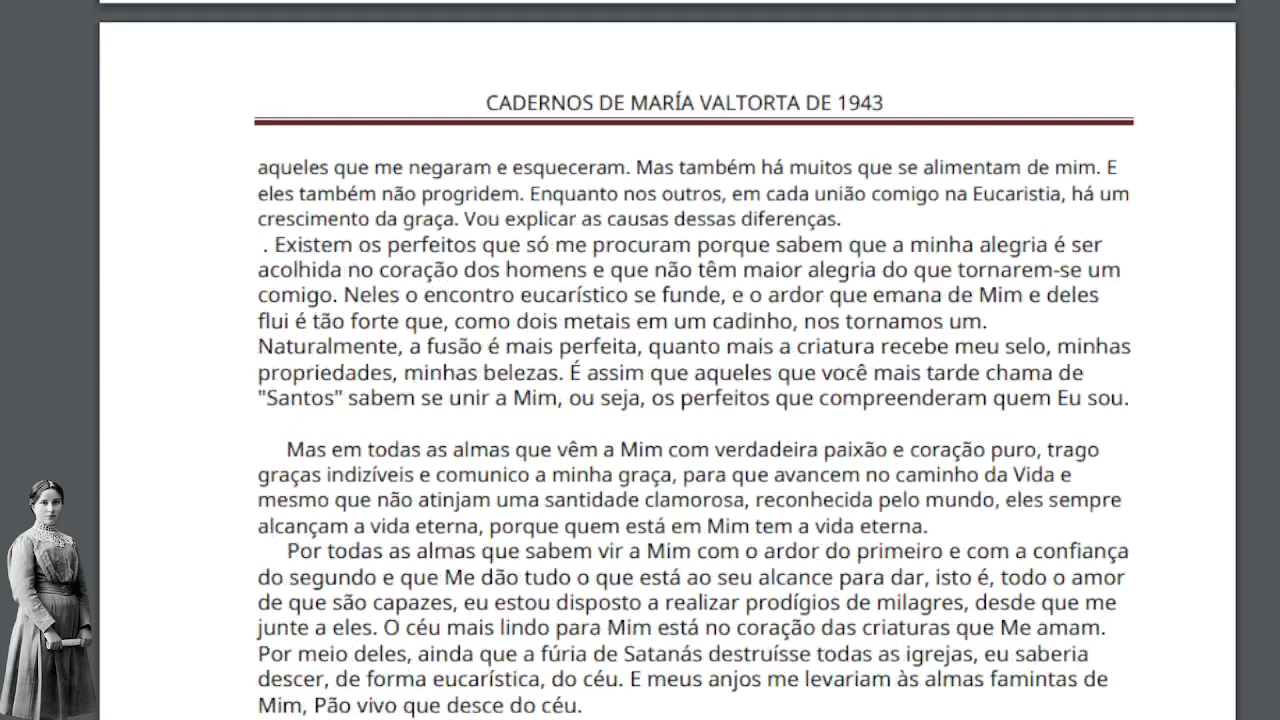 CADERNOS DE MARÍA VALTORTA DE 1943
aqueles que me negaram e esqueceram. Mas também há muitos que se alimentam de mim. E
eles também não progridem. Enquanto nos outros, em cada união comigo na Eucaristia, há um
crescimento da graça. Vou explicar as causas dessas diferenças.
. Existem os perfeitos que só me procuram porque sabem que a minha alegria é ser
acolhida no coração dos homens e que não têm maior alegria do que tornarem-se um
comigo. Neles o encontro eucarístico se funde, e o ardor que emana de Mim e deles
flui é tão forte que, como dois metais em um cadinho, nos tornamos um.
Naturalmente, a fusão é mais perfeita, quanto mais a criatura recebe meu selo, minhas
propriedades, minhas belezas. É assim que aqueles que você mais tarde chama de
"Santos" sabem se unir a Mim, ou seja, os perfeitos que compreenderam quem Eu sou.
Mas em todas as almas que vêm a Mim com verdadeira paixão e coração puro, trago
graças indizíveis e comunico a minha graça, para que avancem no caminho da Vida e
mesmo que não atinjam uma santidade clamorosa, reconhecida pelo mundo, eles sempre
alcançam a vida eterna, porque quem está em Mim tem a vida eterna.
Por todas as almas que sabem vir a Mim com o ardor do primeiro e com a confiança
do segundo e que Me dão tudo o que está ao seu alcance para dar, isto é, todo o amor
de que são capazes, eu estou disposto a realizar prodígios de milagres, desde que me
junte a eles. O céu mais lindo para Mim está no coração das criaturas que Me amam.
Por meio deles, ainda que a fúria de Satanás destruísse todas as igrejas, eu saberia
descer, de forma eucarística, do céu. E meus anjos me levariam às almas famintas de
Mim, Pão vivo que desce do céu.